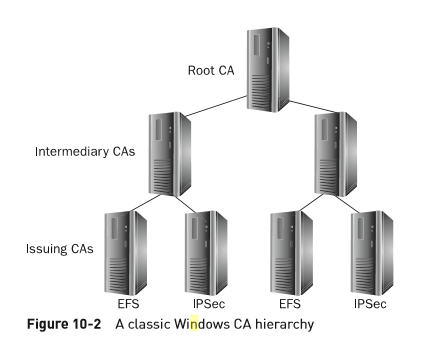 Root CA
Intermediary CAs
Issuing CAs
EFS IPSec EFS IPSec
Figure 10-2 A classic Windows CA hierarchy